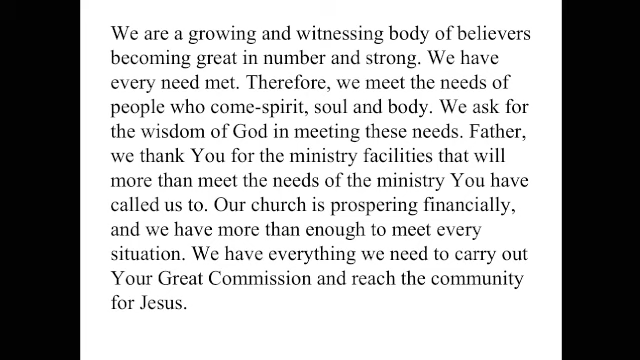 We are a growing and witnessing body of believers
becoming great in number and strong. We have
every need met. Therefore, we meet the needs of
people who come-spirit, soul and body. We ask for
the wisdom of God in meeting these needs. Father,
we thank You for the ministry facilities that will
more than meet the needs of the ministry You have
called us to. Our church is prospering financially,
and we have more than enough to meet every
situation. We have everything we need to carry out
Your Great Commission and reach the community
for Jesus.